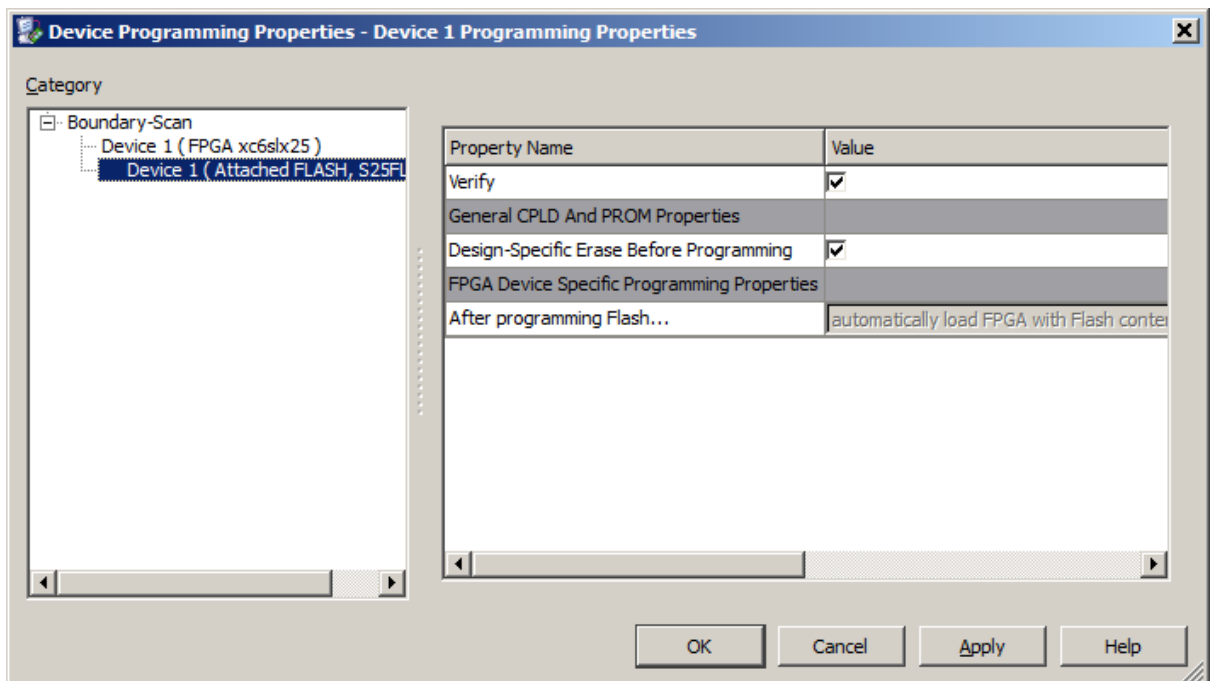 Device Programming Properties - Device 1 Programming Properties
Category
Boundary-Scan
Device 1 ( FPGA xc6slx25 )
Device 1 ( Attached FLASH, S25FL
Property Name Value
Verify
General CPLD And PROM Properties
Design-Specific Erase Before Programming
FPGA Device Specific Programming Properties
After programming Flash... automatically load FPGA with Flash
OK Cancel Apply Help